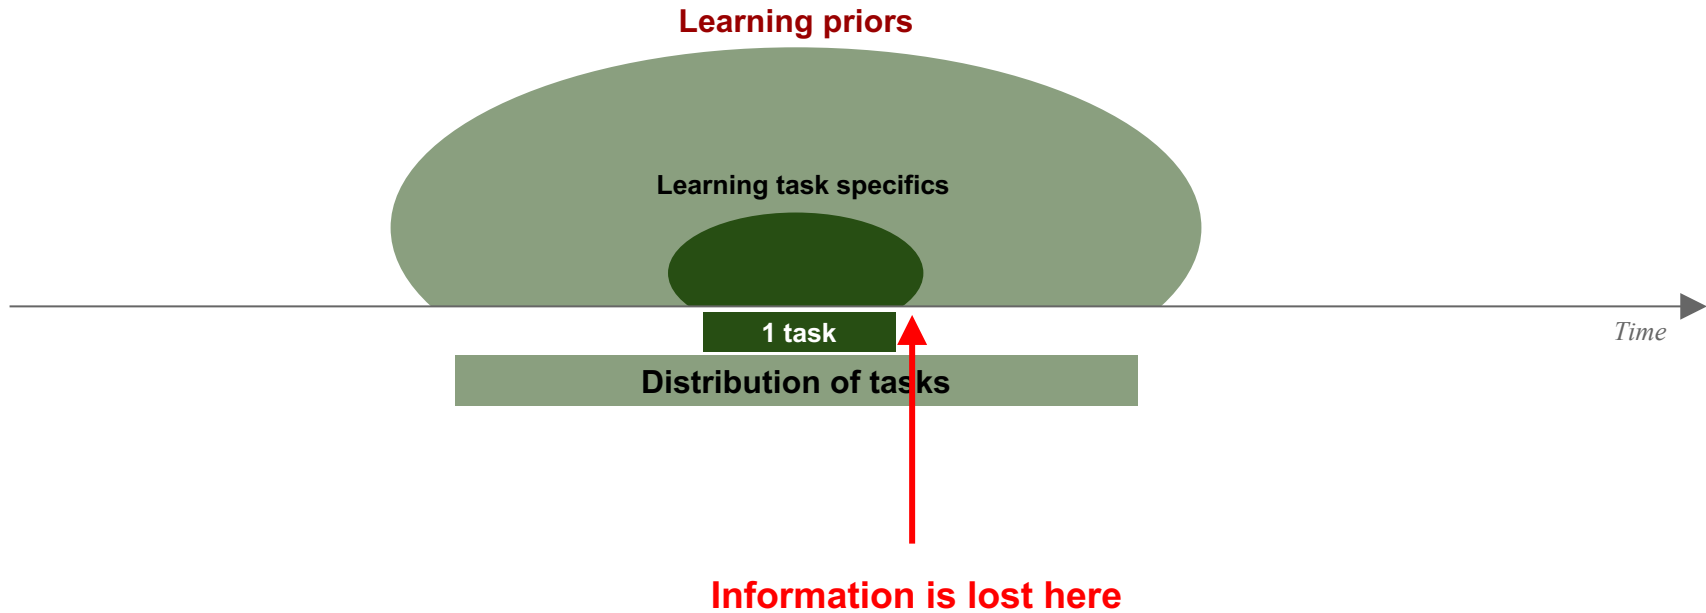 Learning priors
Learning task specifics
1 task
Time
Distribution of tasks
Information is lost here